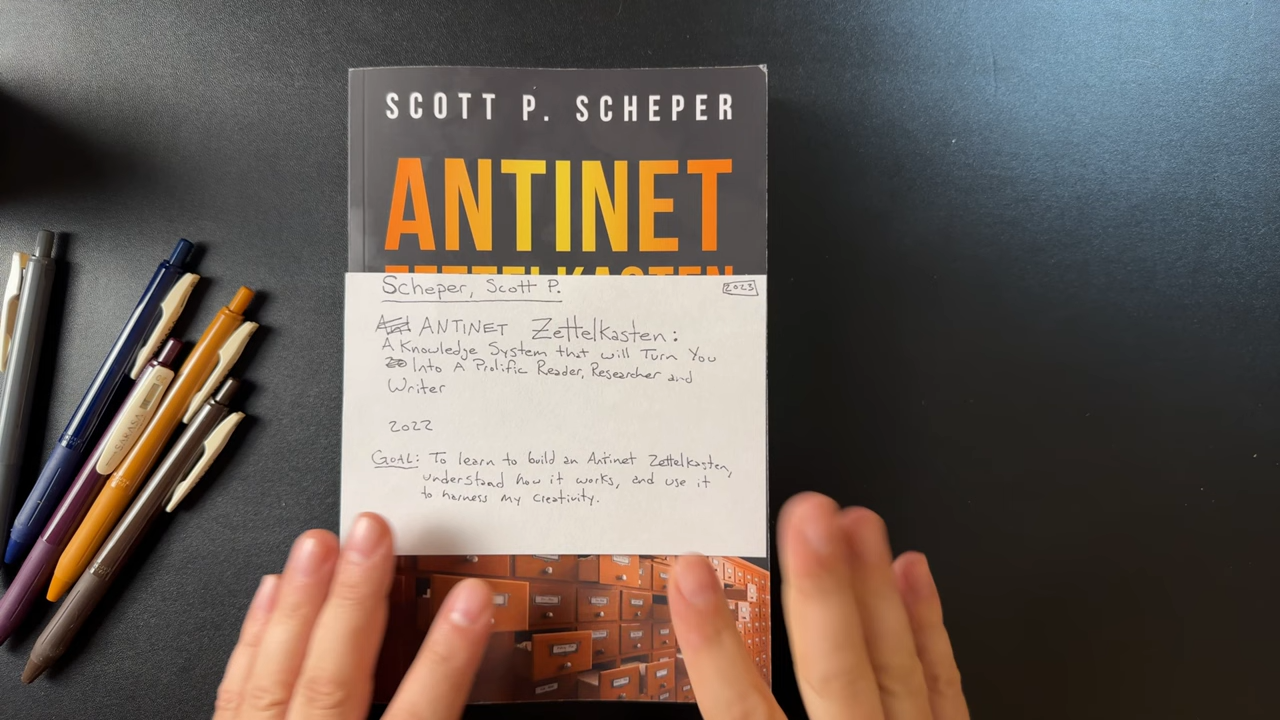 SCOTT P. SCHEPER
ANTINET
ZETTELKASTEN
Scheper, Scott P.
2023
ANTINET Zettelkasten:
A Knowledge System that will Turn You
Into A Prolific Reader, Researcher and
Writer
2022
GOAL: To learn to build an Antinet Zettelkasten,
understand how it works, and use it
to harness my creativity.
SARASA